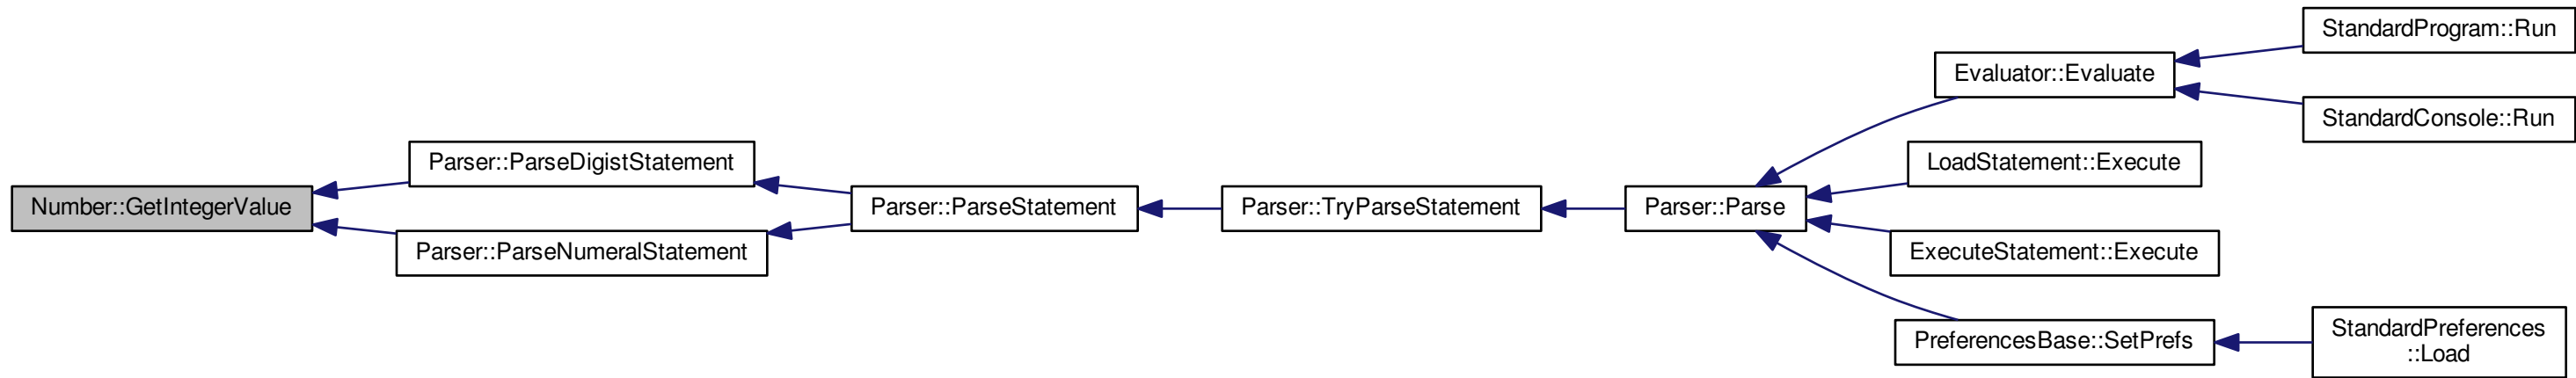 Number::GetIntegerValue
Parser::ParseDigistStatement
Parser::ParseNumeralStatement
Parser::ParseStatement
Parser::TryParseStatement
Parser::Parse
Evaluator::Evaluate
LoadStatement::Execute
ExecuteStatement::Execute
PreferencesBase::SetPrefs
StandardProgram::Run
StandardConsole::Run
StandardPreferences
::Load